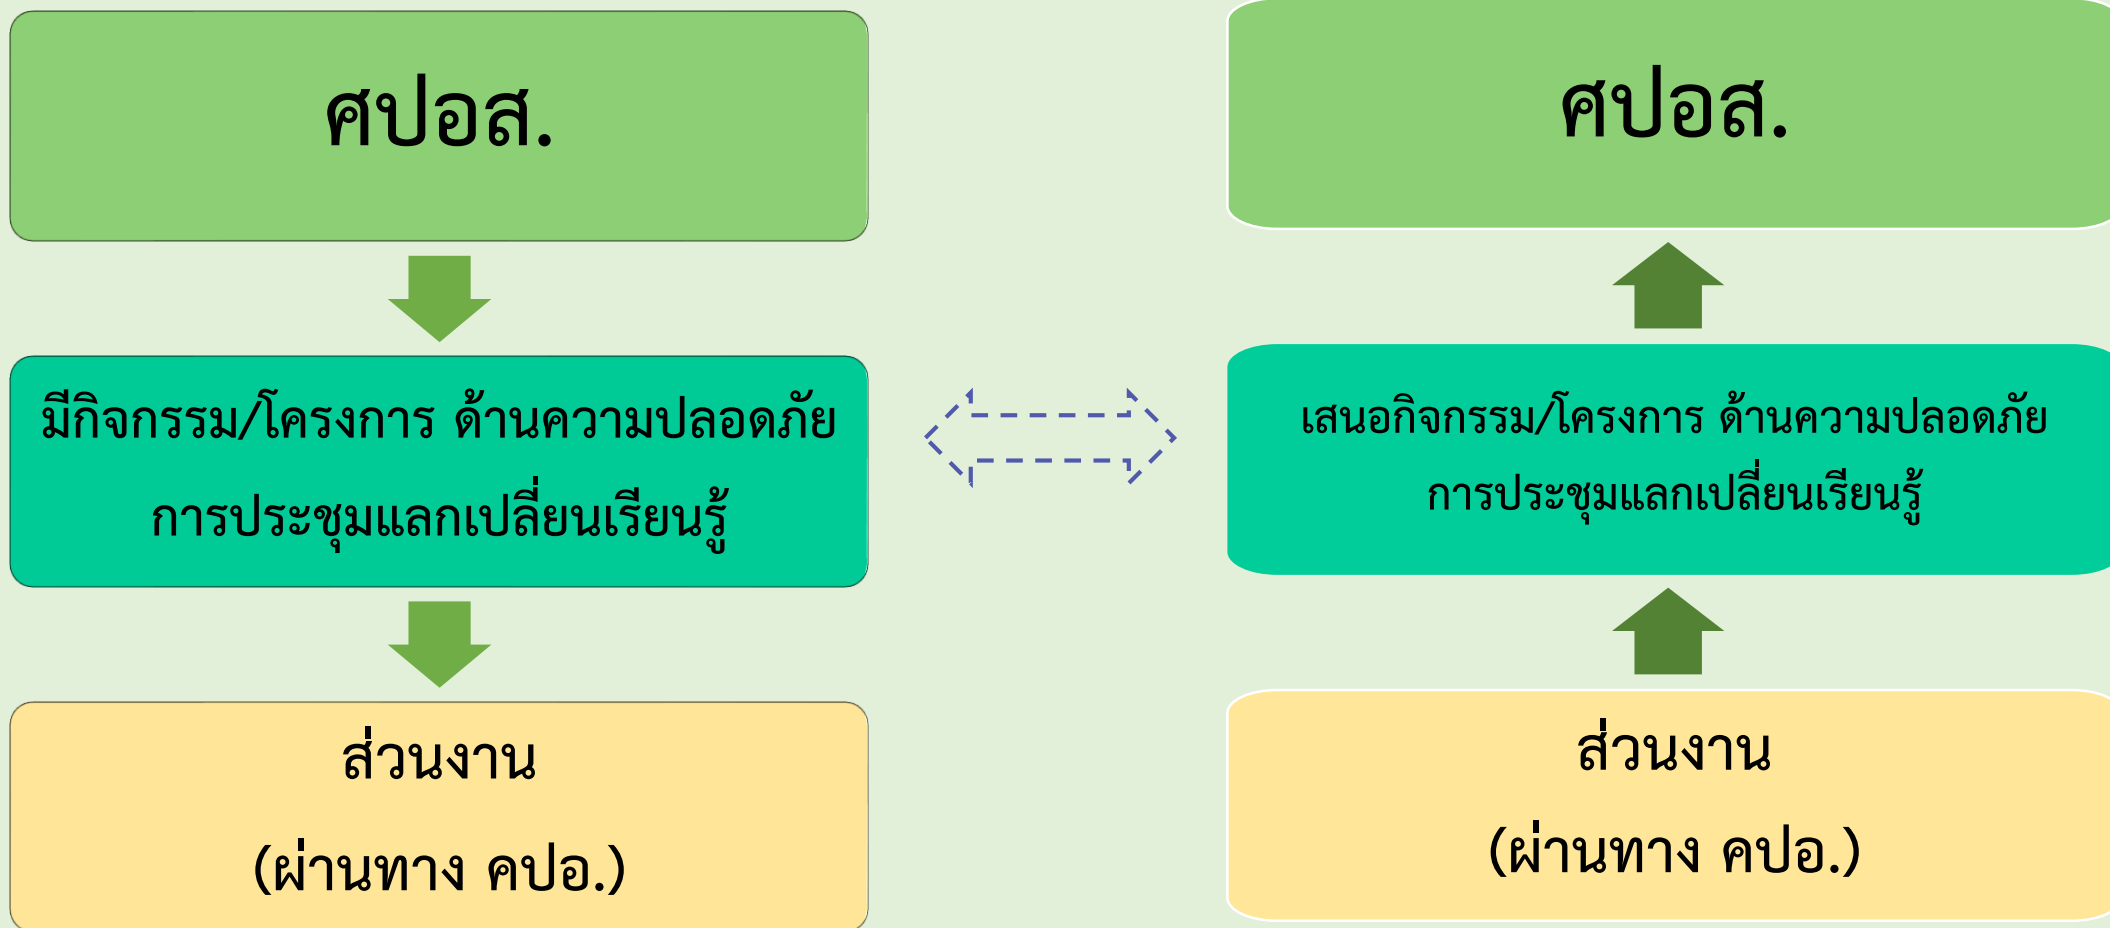 ศปอส.
มีกิจกรรม/โครงการ ด้านความปลอดภัย
การประชุมแลกเปลี่ยนเรียนรู้
ส่วนงาน
(ผ่านทาง คปอ.)
ศปอส.
เสนอกิจกรรม/โครงการ ด้านความปลอดภัย
การประชุมแลกเปลี่ยนเรียนรู้
ส่วนงาน
(ผ่านทาง คปอ.)